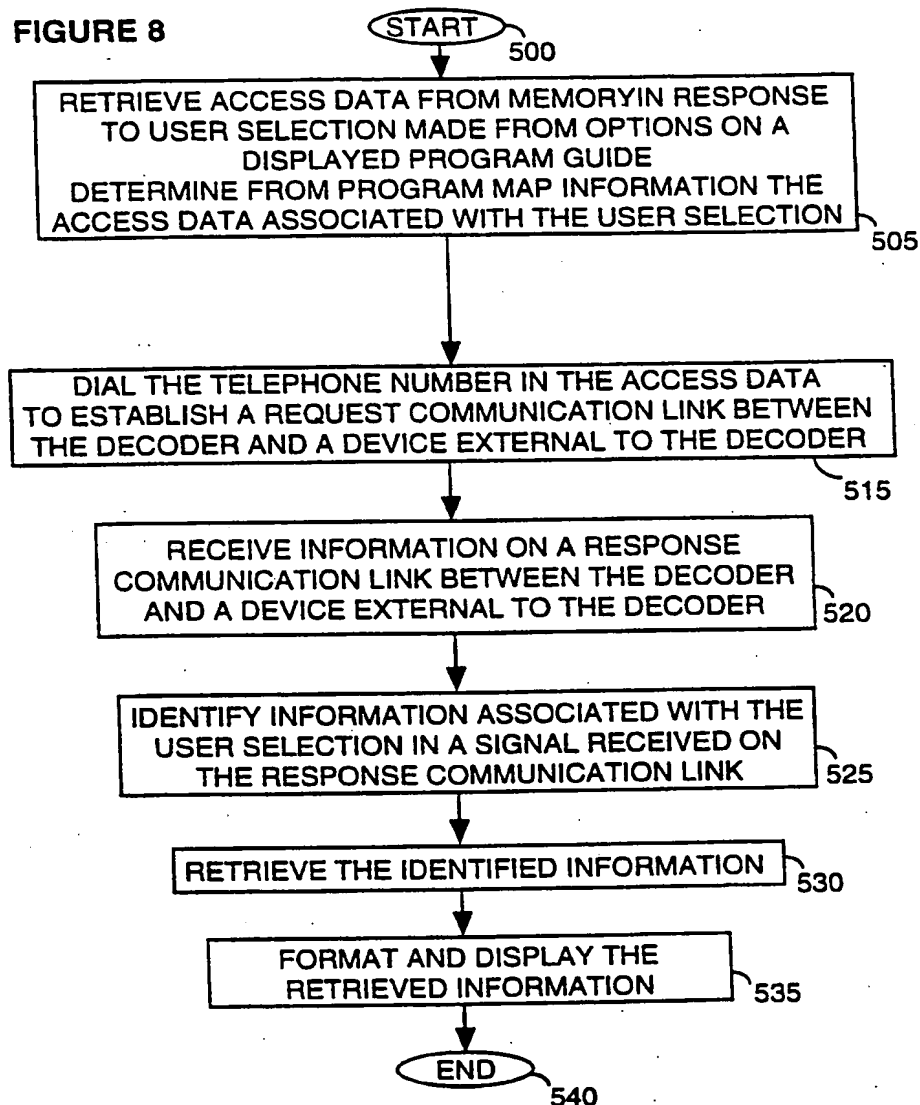 FIGURE 8
START
500
RETRIEVE ACCESS DATA FROM MEMORYIN RESPONSE
TO USER SELECTION MADE FROM OPTIONS ON A
DISPLAYED PROGRAM GUIDE
DETERMINE FROM PROGRAM MAP INFORMATION THE
ACCESS DATA ASSOCIATED WITH THE USER SELECTION
505
DIAL THE TELEPHONE NUMBER IN THE ACCESS DATA
TO ESTABLISH A REQUEST COMMUNICATION LINK BETWEEN
THE DECODER AND A DEVICE EXTERNAL TO THE DECODER
515
RECEIVE INFORMATION ON A RESPONSE
COMMUNICATION LINK BETWEEN THE DECODER
AND A DEVICE EXTERNAL TO THE DECODER
520
IDENTIFY INFORMATION ASSOCIATED WITH THE
USER SELECTION IN A SIGNAL RECEIVED ON
THE RESPONSE COMMUNICATION LINK
525
RETRIEVE THE IDENTIFIED INFORMATION
530
FORMAT AND DISPLAY THE
RETRIEVED INFORMATION
535
END
540